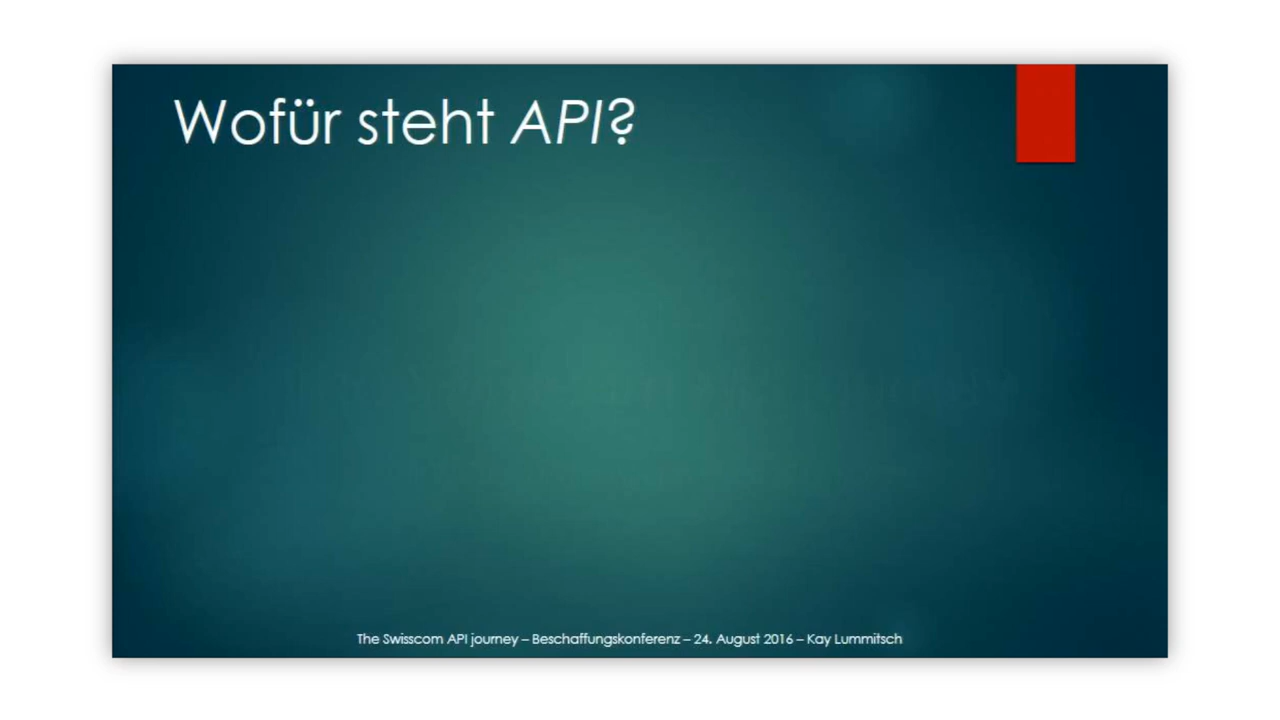 Wofür steht API?
The Swisscom API journey – Beschaffungskonferenz – 24. August 2016 – Kay Lummitsch